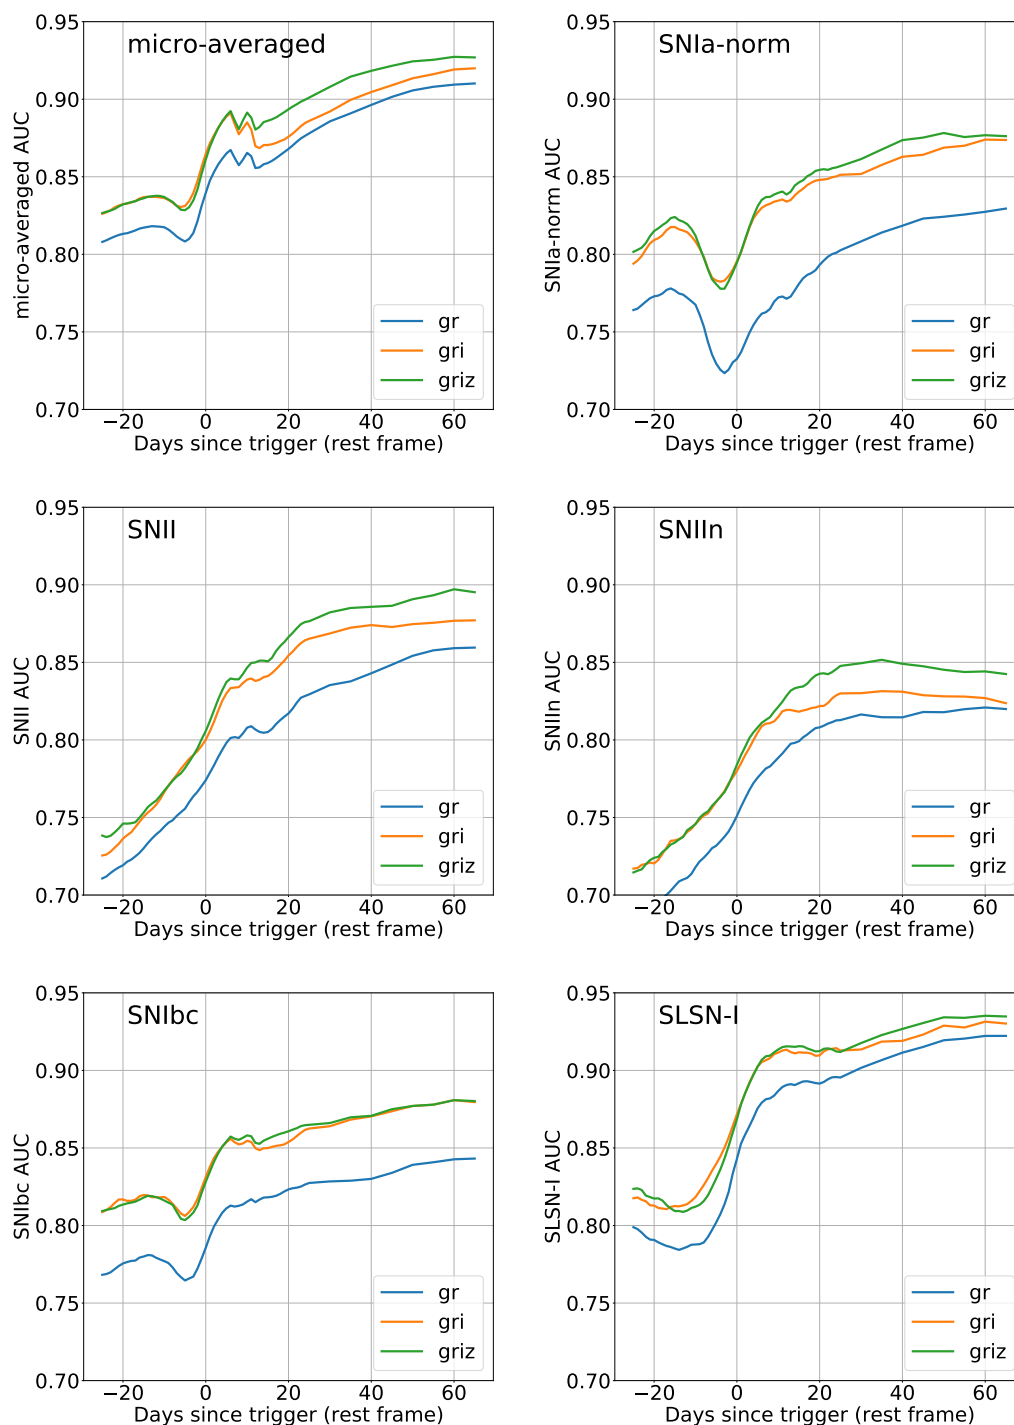 micro-averaged
micro-averaged AUC
0.95
0.90
0.85
0.80
0.75
0.70
gr
gri
griz
−20 0 20 40 60
Days since trigger (rest frame)
SNIa-norm
SNIa-norm AUC
0.95
0.90
0.85
0.80
0.75
0.70
gr
gri
griz
−20 0 20 40 60
Days since trigger (rest frame)
SNII
SNII AUC
0.95
0.90
0.85
0.80
0.75
0.70
gr
gri
griz
−20 0 20 40 60
Days since trigger (rest frame)
SNIIn
SNIIn AUC
0.95
0.90
0.85
0.80
0.75
0.70
gr
gri
griz
−20 0 20 40 60
Days since trigger (rest frame)
SNIbc
SNIbc AUC
0.95
0.90
0.85
0.80
0.75
0.70
gr
gri
griz
−20 0 20 40 60
Days since trigger (rest frame)
SLSN-I
SLSN-I AUC
0.95
0.90
0.85
0.80
0.75
0.70
gr
gri
griz
−20 0 20 40 60
Days since trigger (rest frame)